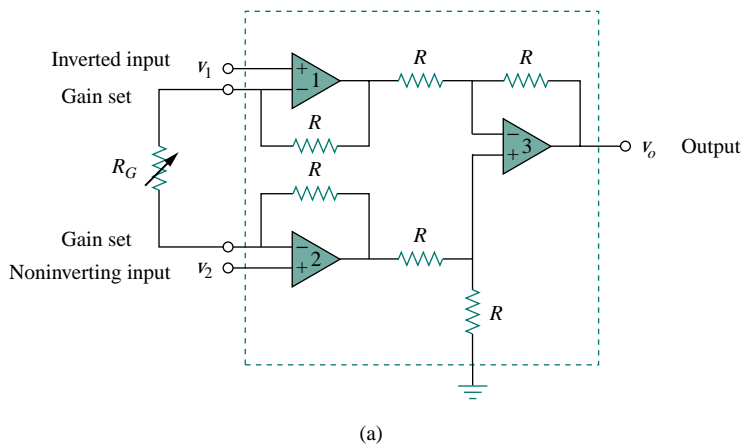 Inverted input
v1
+
1
−
R
R
Gain set
R
RG
−
3
+
vo
Output
R
R
Gain set
−
2
+
Noninverting input
v2
R
(a)